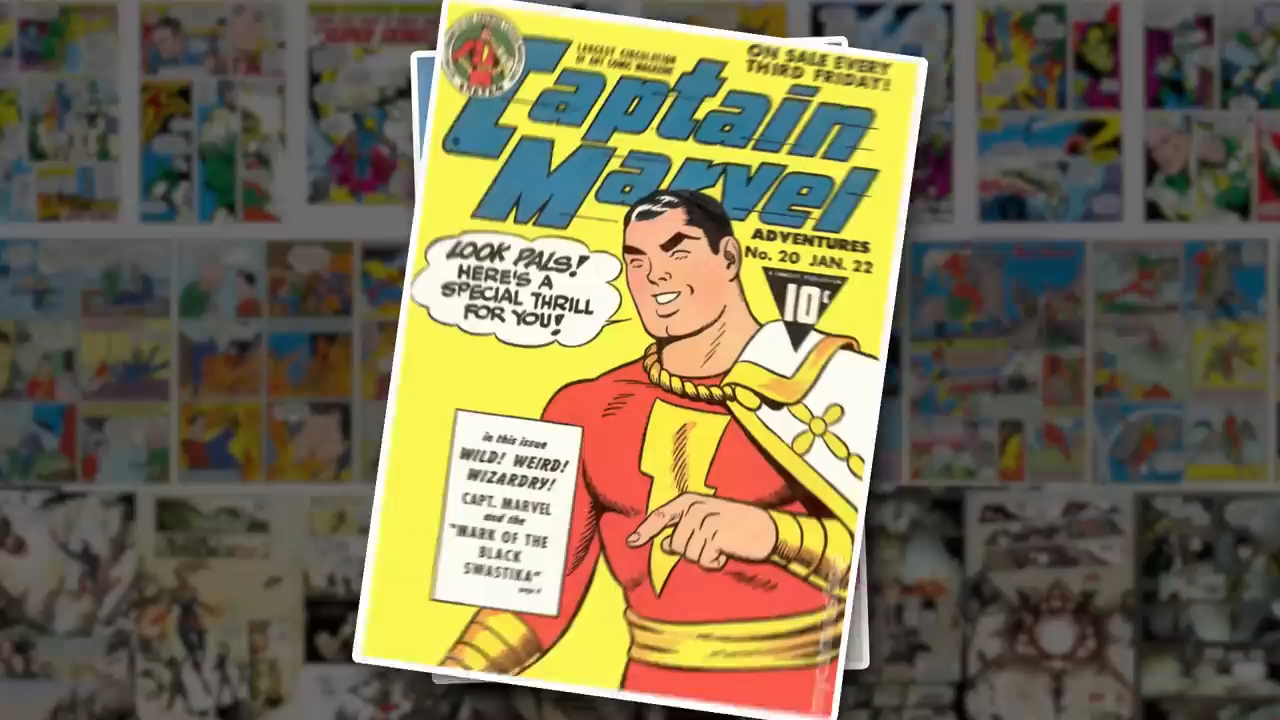 LARGEST CIRCULATION
OF ANY COMIC MAGAZINE
ON SALE EVERY
THIRD FRIDAY!
Captain
Marvel
ADVENTURES
No. 20 JAN. 22
10¢
LOOK PALS!
HERE'S A
SPECIAL THRILL
FOR YOU!
in this issue
WILD! WEIRD!
WIZARDRY!
CAPT. MARVEL
and the
"MARK OF THE
BLACK
SWASTIKA"